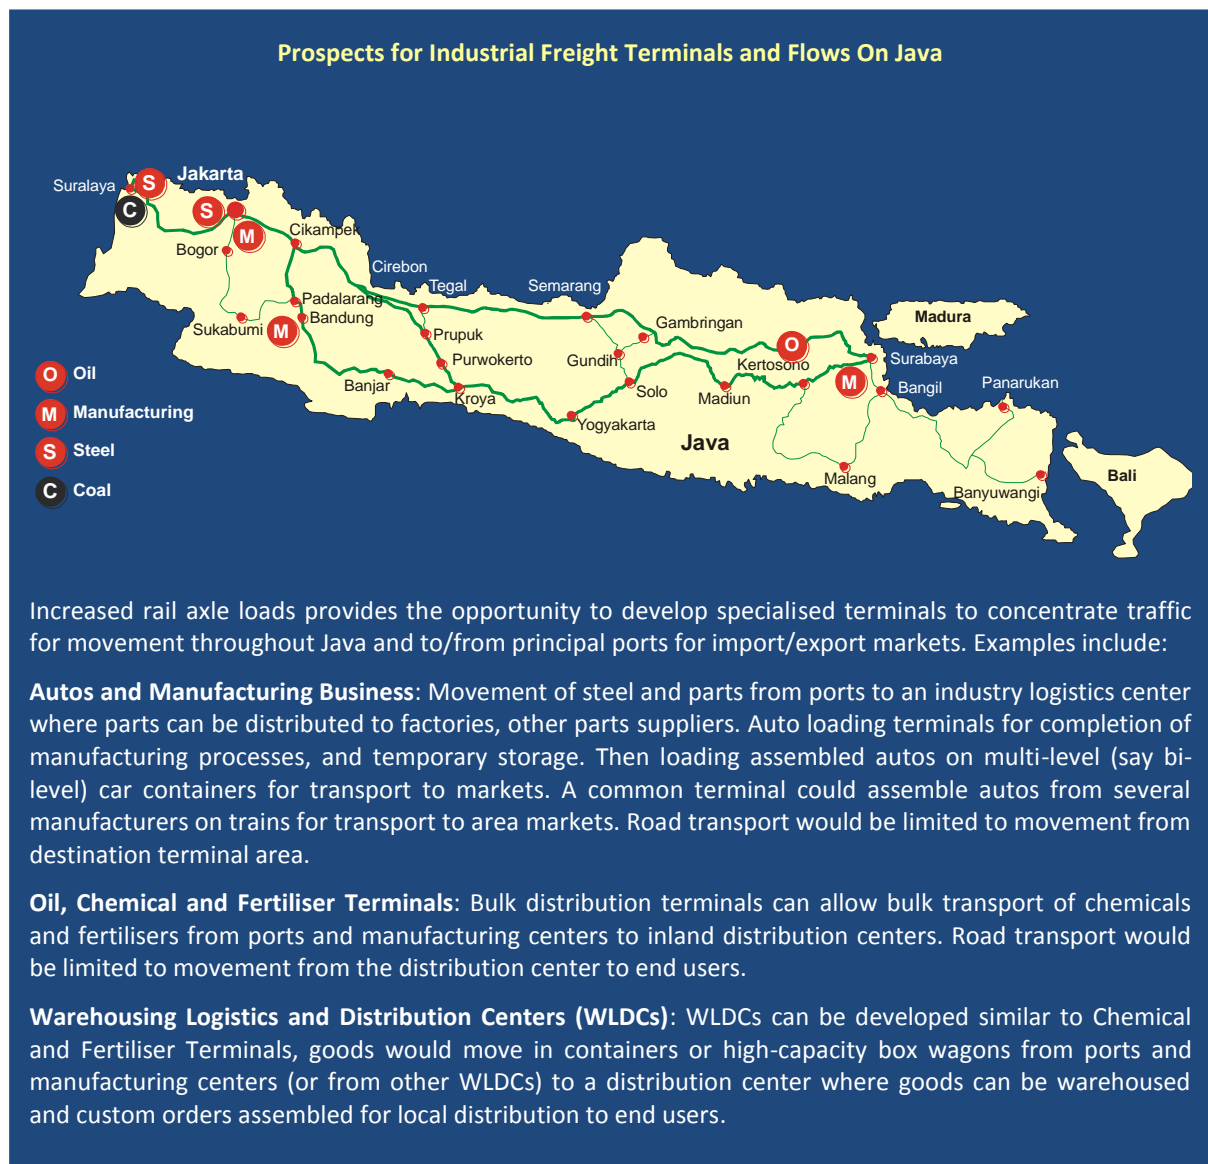 Prospects for Industrial Freight Terminals and Flows On Java
Suralaya
S
Jakarta
C
S
M
Cikampek
Bogor
Cirebon
Tegal
Semarang
Padalarang
Bandung
Sukabumi
M
Prupuk
Purwokerto
Banjar
Kroya
Gambringan
Gundih
Solo
Yogyakarta
O
Kertosono
Madiun
M
Madura
Surabaya
Bangil
Panarukan
Java
Malang
Banyuwangi
Bali
O Oil
M Manufacturing
S Steel
C Coal
Increased rail axle loads provides the opportunity to develop specialised terminals to concentrate traffic
for movement throughout Java and to/from principal ports for import/export markets. Examples include:
Autos and Manufacturing Business: Movement of steel and parts from ports to an industry logistics center
where parts can be distributed to factories, other parts suppliers. Auto loading terminals for completion of
manufacturing processes, and temporary storage. Then loading assembled autos on multi-level (say bi-
level) car containers for transport to markets. A common terminal could assemble autos from several
manufacturers on trains for transport to area markets. Road transport would be limited to movement from
destination terminal area.
Oil, Chemical and Fertiliser Terminals: Bulk distribution terminals can allow bulk transport of chemicals
and fertilisers from ports and manufacturing centers to inland distribution centers. Road transport would
be limited to movement from the distribution center to end users.
Warehousing Logistics and Distribution Centers (WLDCs): WLDCs can be developed similar to Chemical
and Fertiliser Terminals, goods would move in containers or high-capacity box wagons from ports and
manufacturing centers (or from other WLDCs) to a distribution center where goods can be warehoused
and custom orders assembled for local distribution to end users.